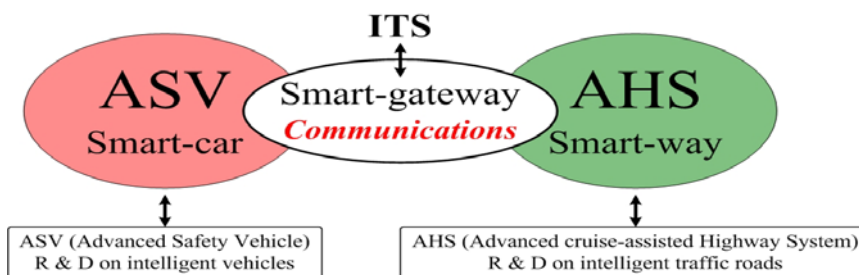 ITS
ASV
Smart-car
Smart-gateway
Communications
AHS
Smart-way
ASV (Advanced Safety Vehicle)
R & D on intelligent vehicles
AHS (Advanced cruise-assisted Highway System)
R & D on intelligent traffic roads